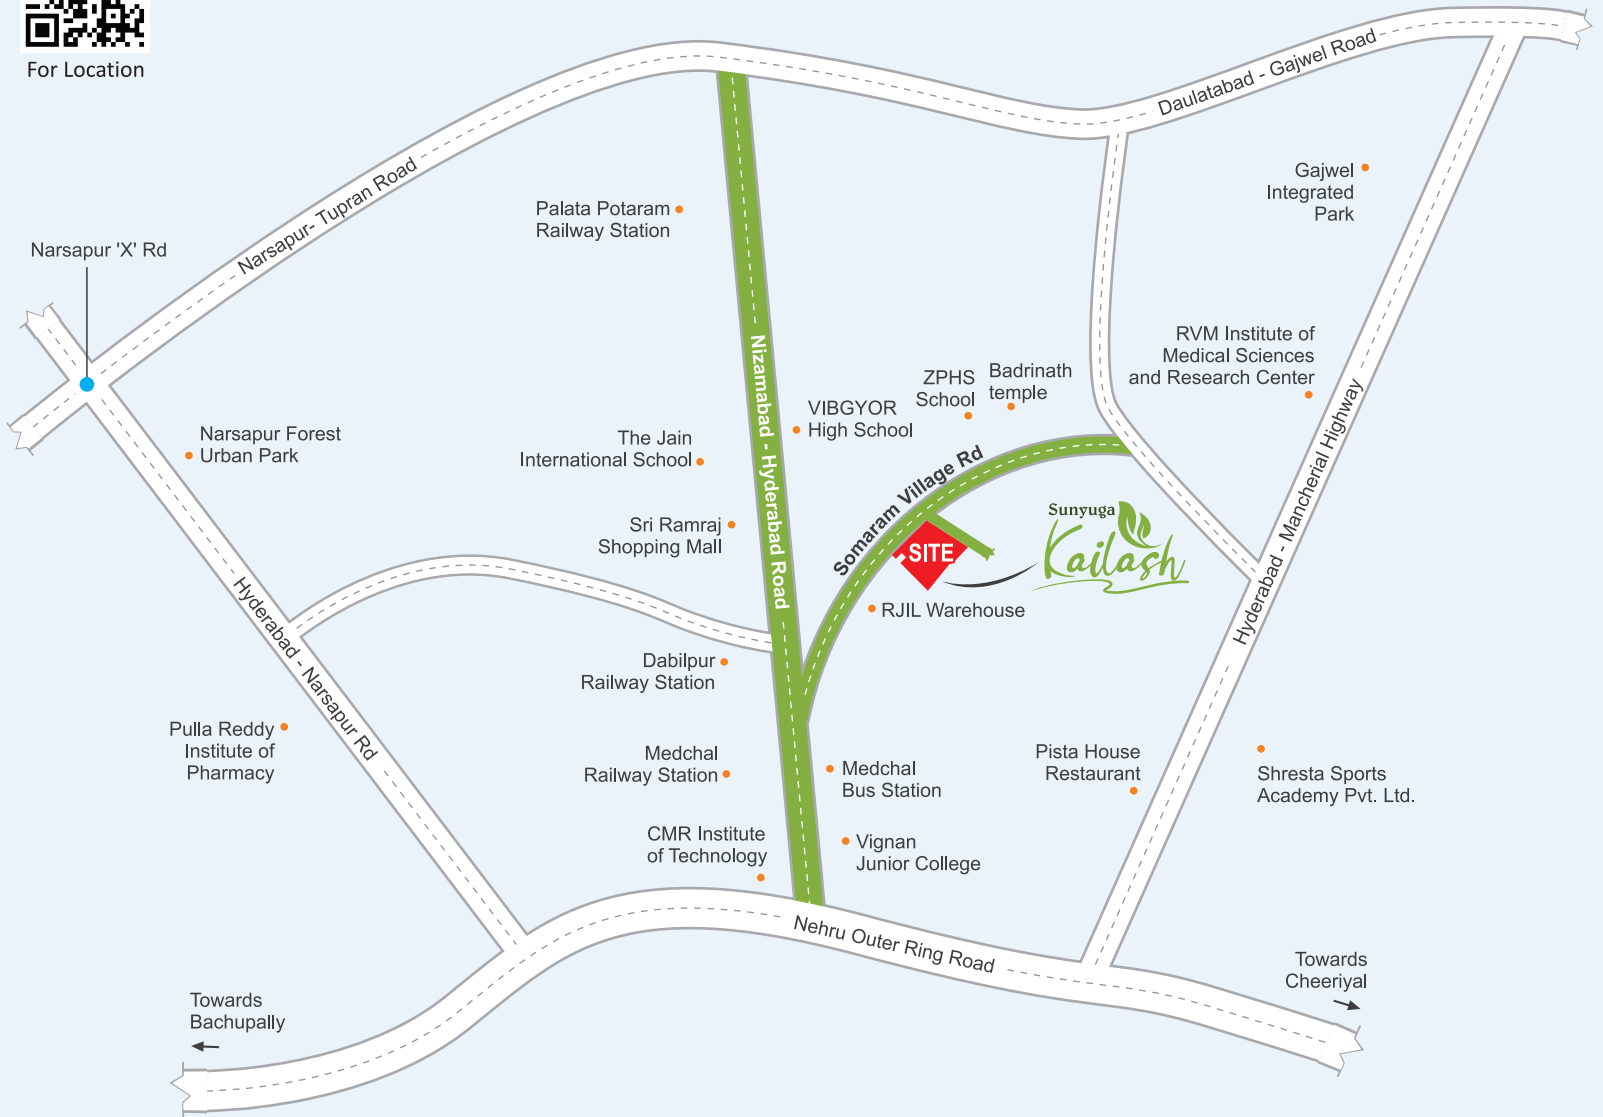 For Location
Daulatabad - Gajwel Road
Narsapur- Tupran Road
Gajwel
Integrated
Park
Palata Potaram
Railway Station
Narsapur 'X' Rd
Nizamabad - Hyderabad Road
RVM Institute of
Medical Sciences
and Research Center
ZPHS
School
Badrinath
temple
VIBGYOR
High School
Narsapur Forest
Urban Park
The Jain
International School
Hyderabad - Mancherial Highway
Somaram Village Rd
Sri Ramraj
Shopping Mall
SITE
Sunyuga
Kailash
RJIL Warehouse
Hyderabad - Narsapur Rd
Dabilpur
Railway Station
Pulla Reddy
Institute of
Pharmacy
Medchal
Railway Station
Medchal
Bus Station
Pista House
Restaurant
Shresta Sports
Academy Pvt. Ltd.
CMR Institute
of Technology
Vignan
Junior College
Nehru Outer Ring Road
Towards
Cheeriyal
Towards
Bachupally